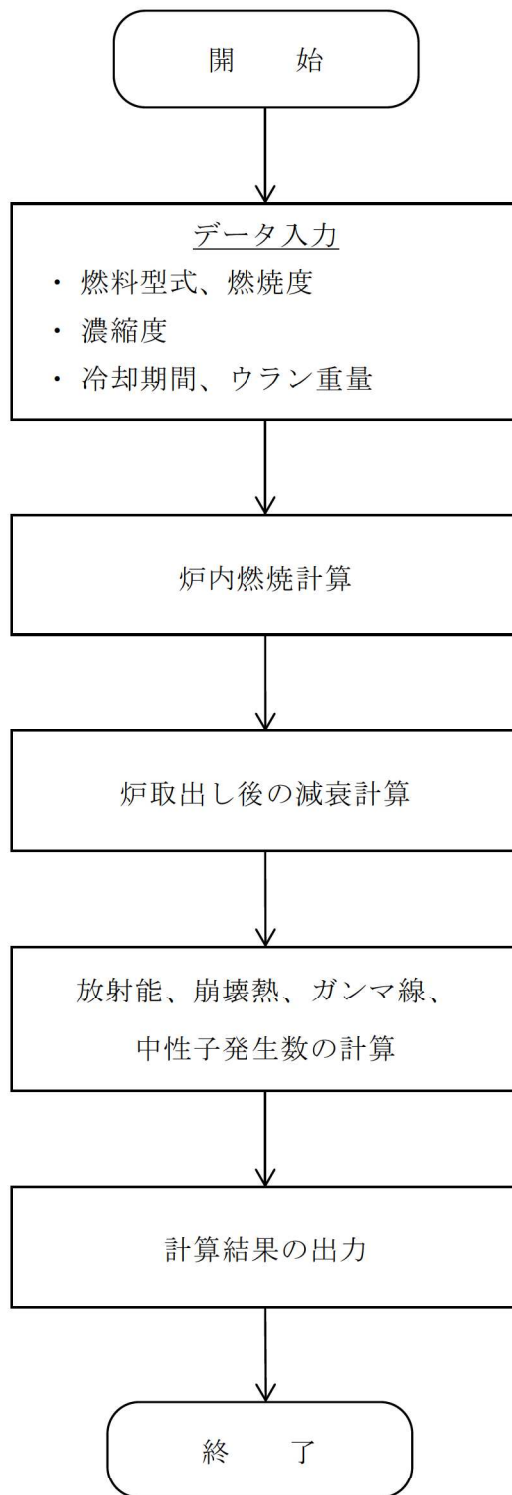 開　　始
データ入力
・ 燃料型式、燃焼度
・ 濃縮度
・ 冷却期間、ウラン重量
炉内燃焼計算
炉取出し後の減衰計算
放射能、崩壊熱、ガンマ線、
中性子発生数の計算
計算結果の出力
終　　了